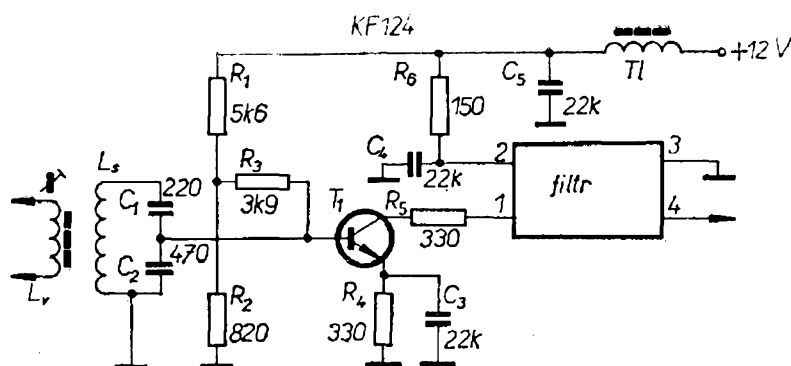 KF124
+12 V
Tl
R1
5k6
R6
150
C5
22k
C4
22k
2
3
filtr
1
4
Ls
Lv
220
C1
470
C2
R3
3k9
T1
R5
330
R2
820
R4
330
C3
22k